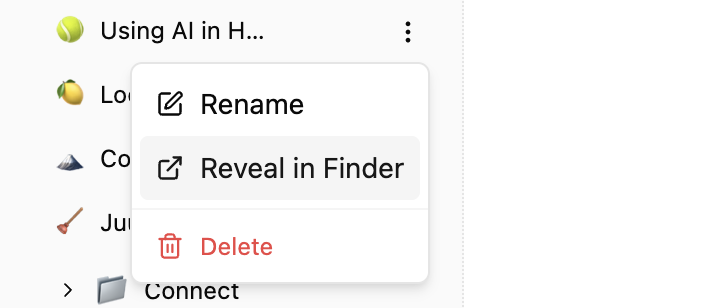 Using AI in H...
Rename
Reveal in Finder
Delete
Connect